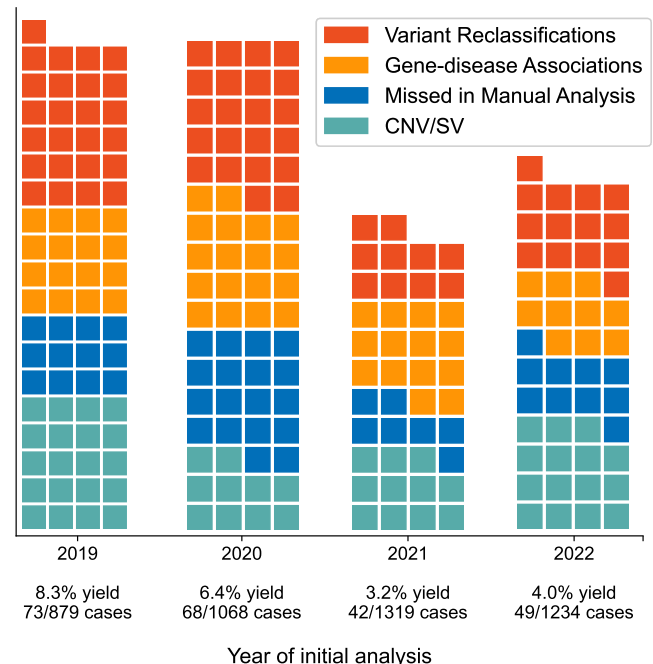 Variant Reclassifications
Gene-disease Associations
Missed in Manual Analysis
CNV/SV
2019 2020 2021 2022
8.3% yield 6.4% yield 3.2% yield 4.0% yield
73/879 cases 68/1068 cases 42/1319 cases 49/1234 cases
Year of initial analysis